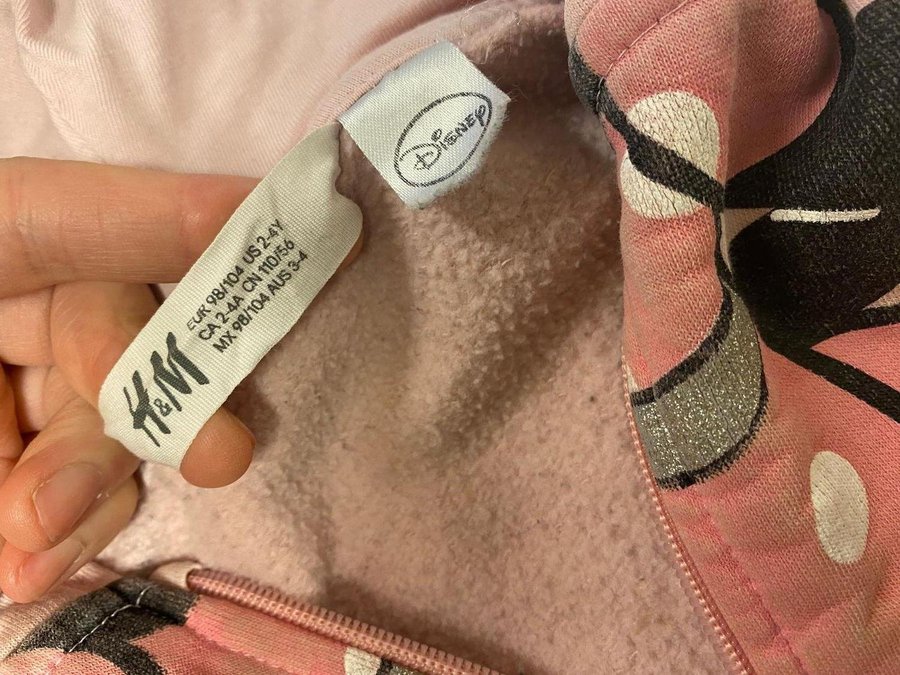 DISNEY
EUR 98/104 US 2-4Y
CA 2-4A CN 110/56
MX 98/104 AUS 3-4
H&M